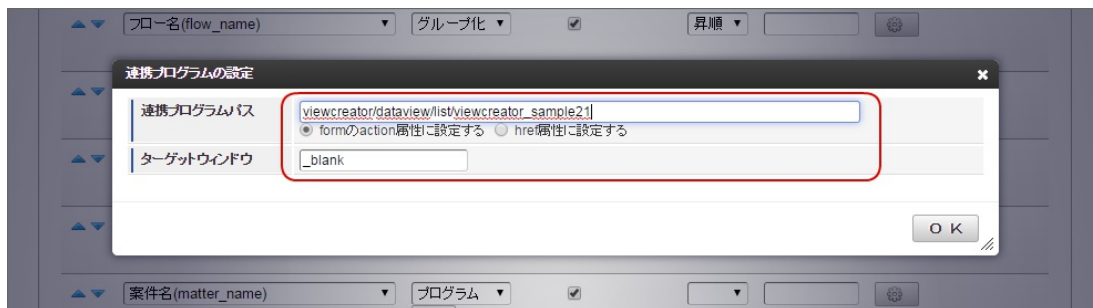 フロー名(flow_name) グループ化 昇順
連携プログラムの設定
連携プログラムパス viewcreator/dataview/list/viewcreator_sample21
formのaction属性に設定する href属性に設定する
ターゲットウィンドウ _blank
OK
案件名(matter_name) プログラム